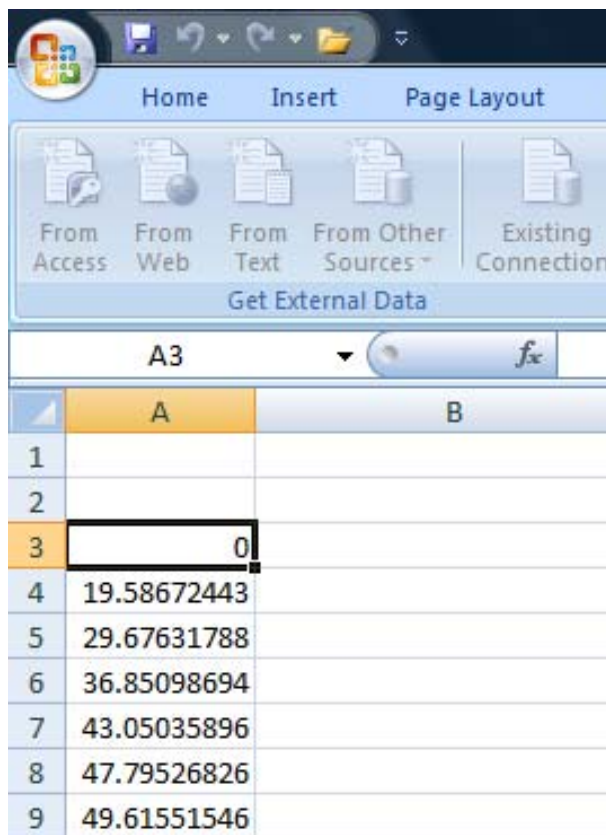 Home Insert Page Layout
From Access From Web From Text From Other Sources Existing Connection
Get External Data
A3 fx
A B
1
2
3 0
4 19.58672443
5 29.67631788
6 36.85098694
7 43.05035896
8 47.79526826
9 49.61551546